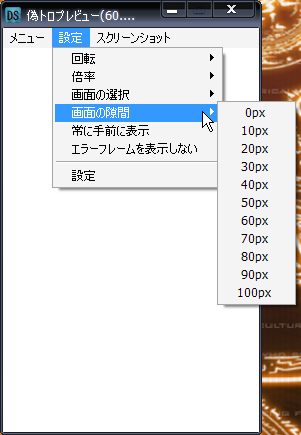 DS 偽トロプレビュー(60....
メニュー 設定 スクリーンショット
回転
倍率
画面の選択
画面の隙間
常に手前に表示
エラーフレームを表示しない
設定
0px
10px
20px
30px
40px
50px
60px
70px
80px
90px
100px